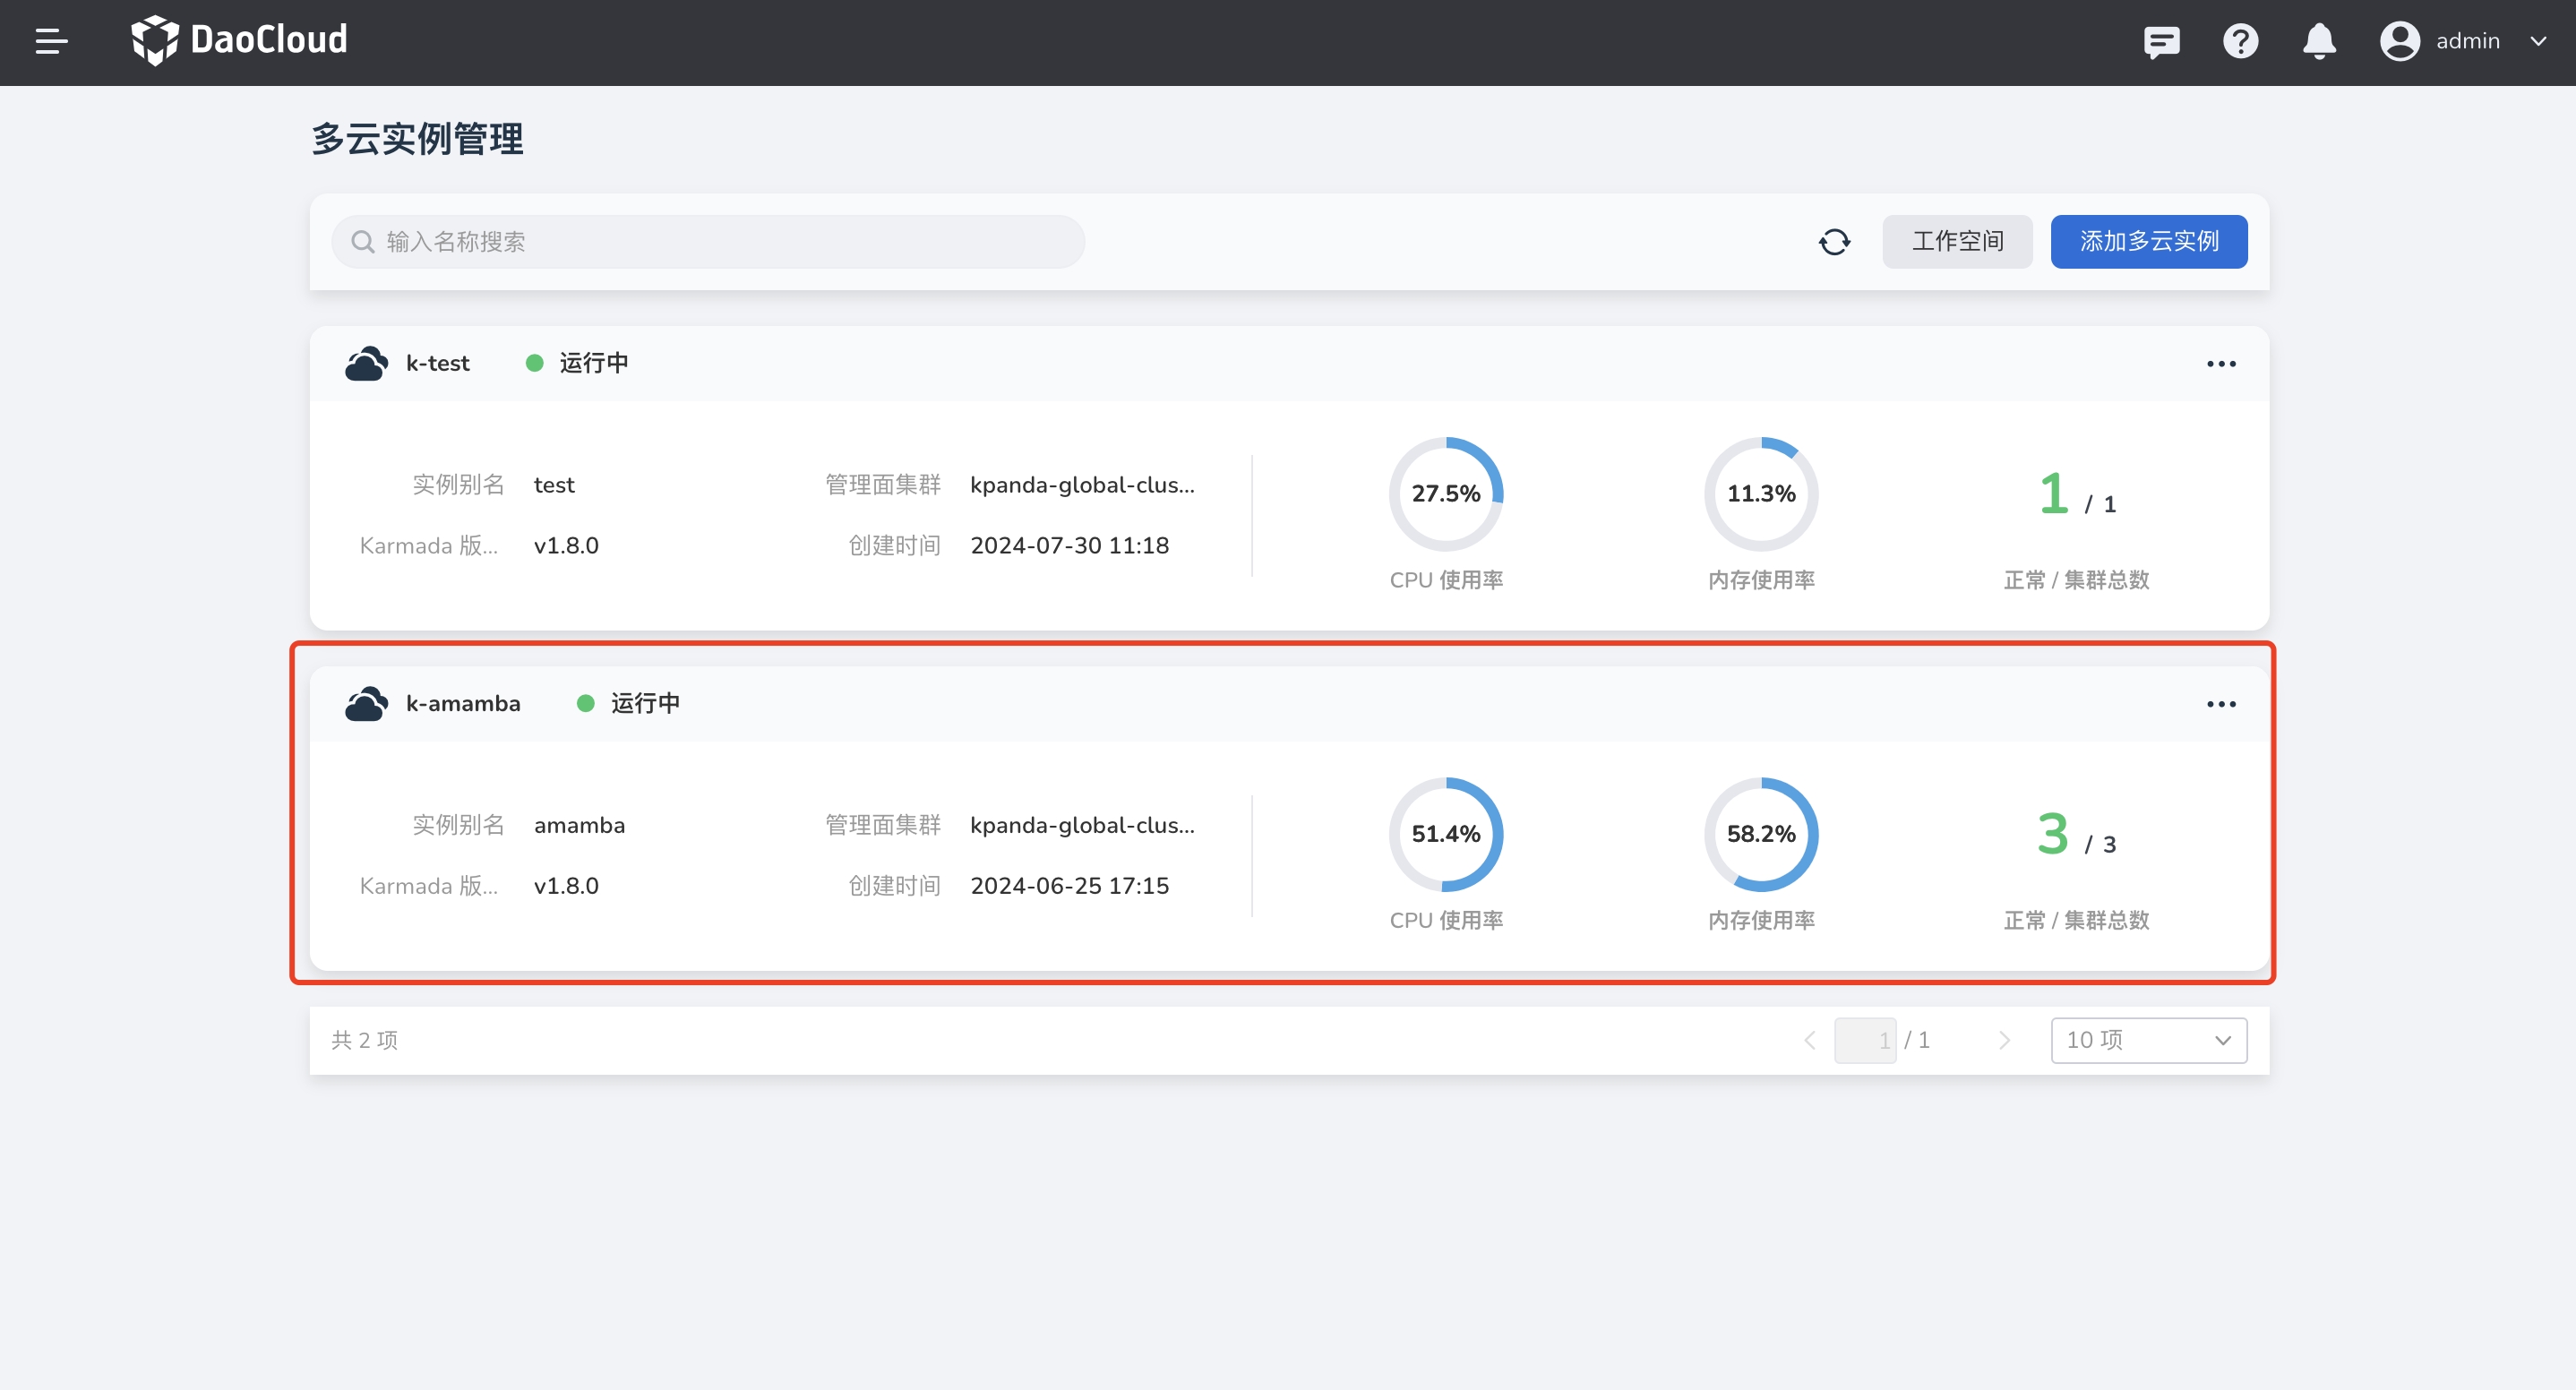 DaoCloud
admin
多云实例管理
输入名称搜索
工作空间
添加多云实例
k-test
运行中
实例别名 test
管理面集群 kpanda-global-clus...
Karmada 版... v1.8.0
创建时间 2024-07-30 11:18
27.5%
CPU 使用率
11.3%
内存使用率
1 / 1
正常 / 集群总数
k-amamba
运行中
实例别名 amamba
管理面集群 kpanda-global-clus...
Karmada 版... v1.8.0
创建时间 2024-06-25 17:15
51.4%
CPU 使用率
58.2%
内存使用率
3 / 3
正常 / 集群总数
共 2 项
1 / 1
10 项